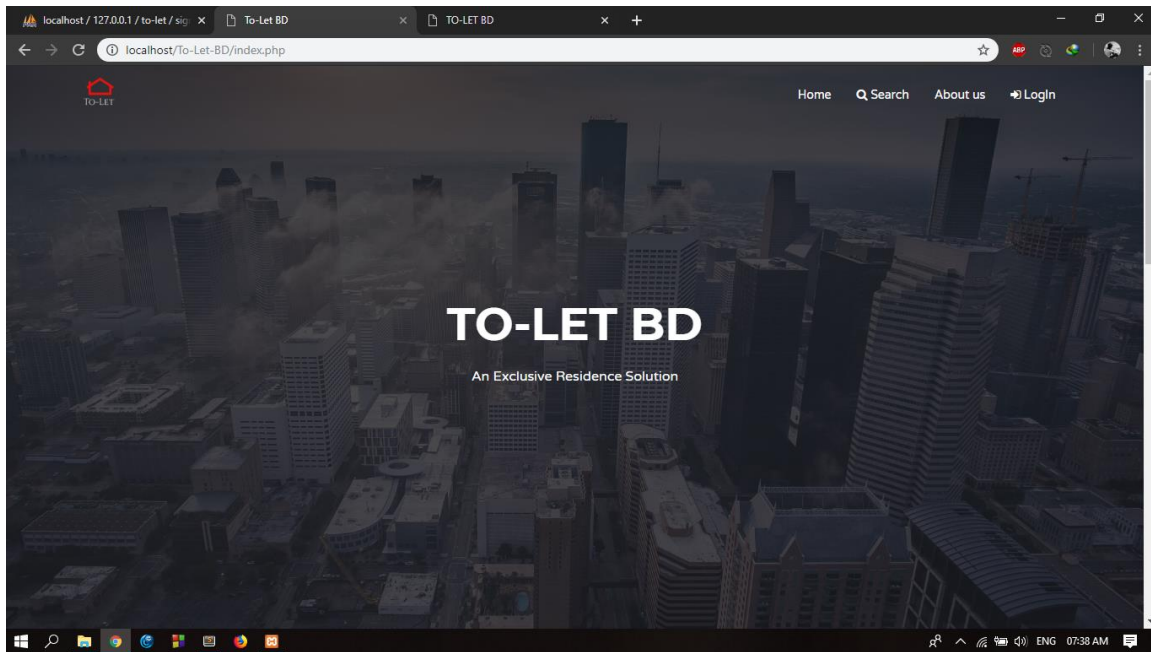 localhost / 127.0.0.1 / to-let / sig
To-Let BD
TO-LET BD
localhost/To-Let-BD/index.php
ABP
TO-LET
Home Search About us LogIn
TO-LET BD
An Exclusive Residence Solution
ENG 07:38 AM